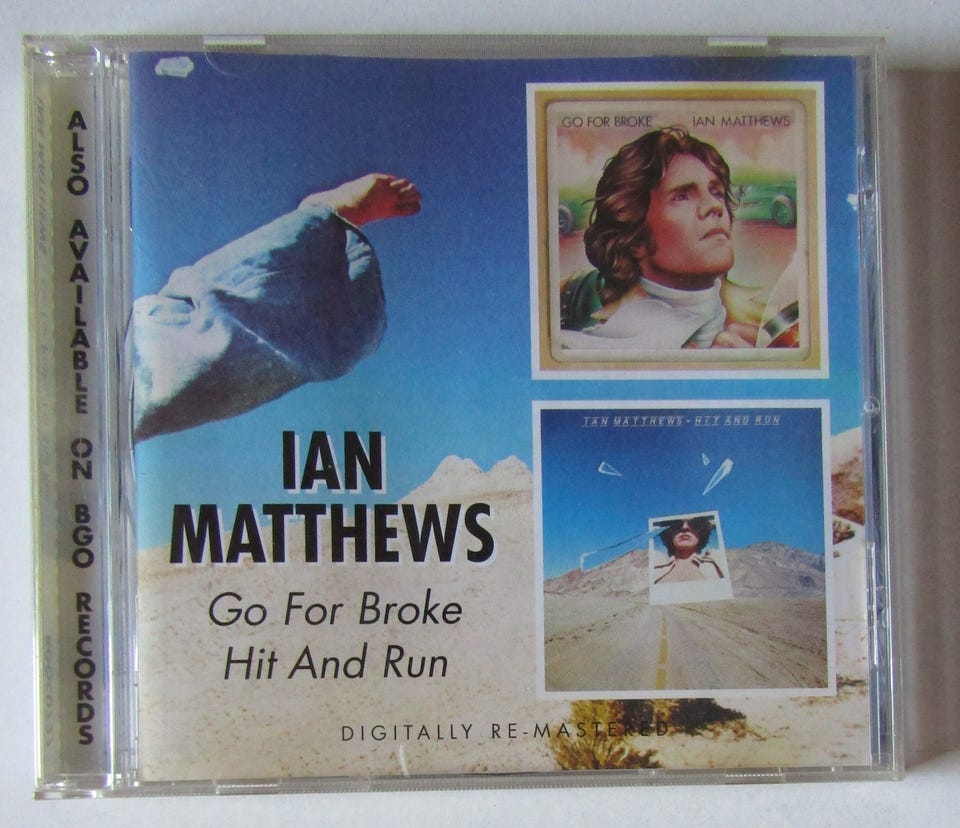 ALSO AVAILABLE ON BGO RECORDS
GO FOR BROKE IAN MATTHEWS
IAN MATTHEWS - HIT AND RUN
IAN
MATTHEWS
Go For Broke
Hit And Run
DIGITALLY RE-MASTERED